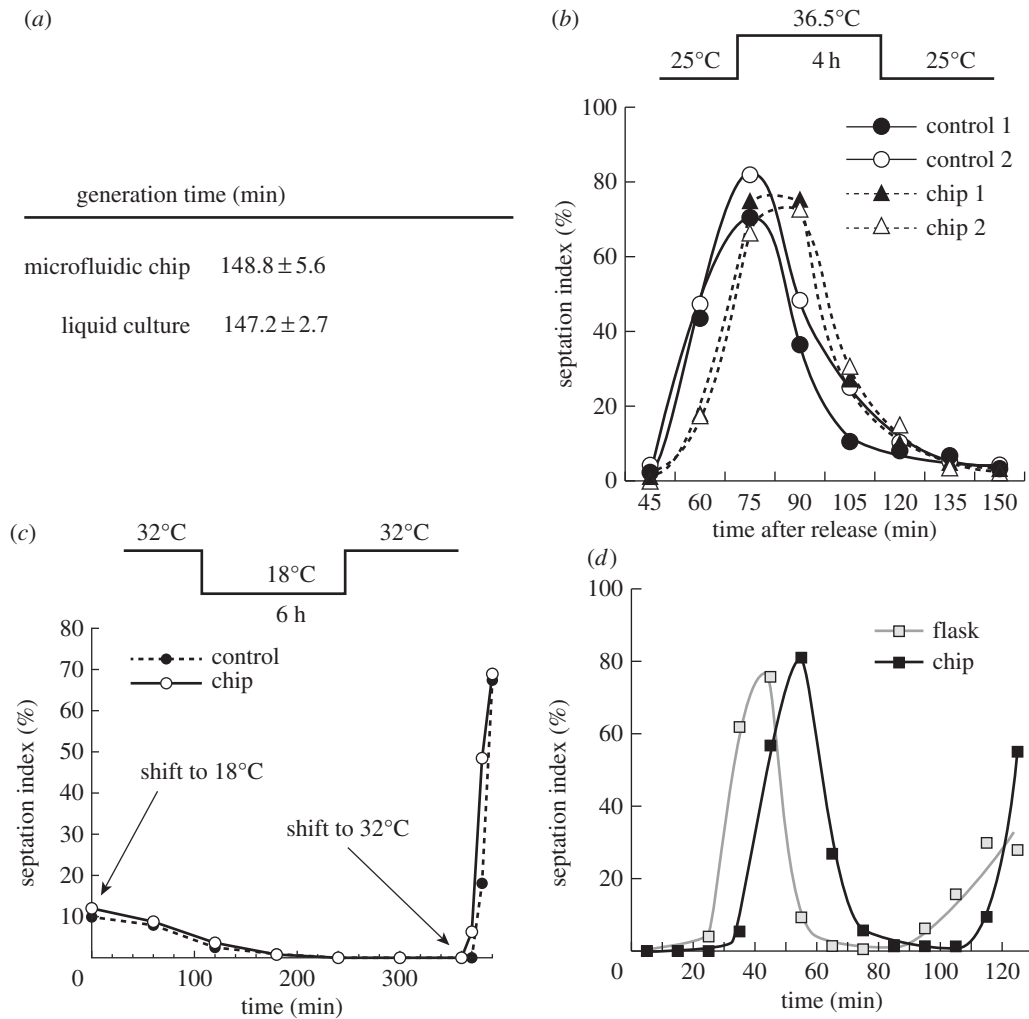 (a)
generation time (min)
microfluidic chip 148.8 ± 5.6
liquid culture 147.2 ± 2.7
(b)
36.5°C
25°C 4 h 25°C
100
80
60
40
20
0
septation index (%)
control 1
control 2
chip 1
chip 2
45 60 75 90 105 120 135 150
time after release (min)
(c)
32°C 32°C
18°C
6 h
80
70
60
50
40
30
20
10
septation index (%)
control
chip
shift to 18°C
shift to 32°C
0 100 200 300
time (min)
(d)
100
80
60
40
20
septation index (%)
flask
chip
0 20 40 60 80 100 120
time (min)